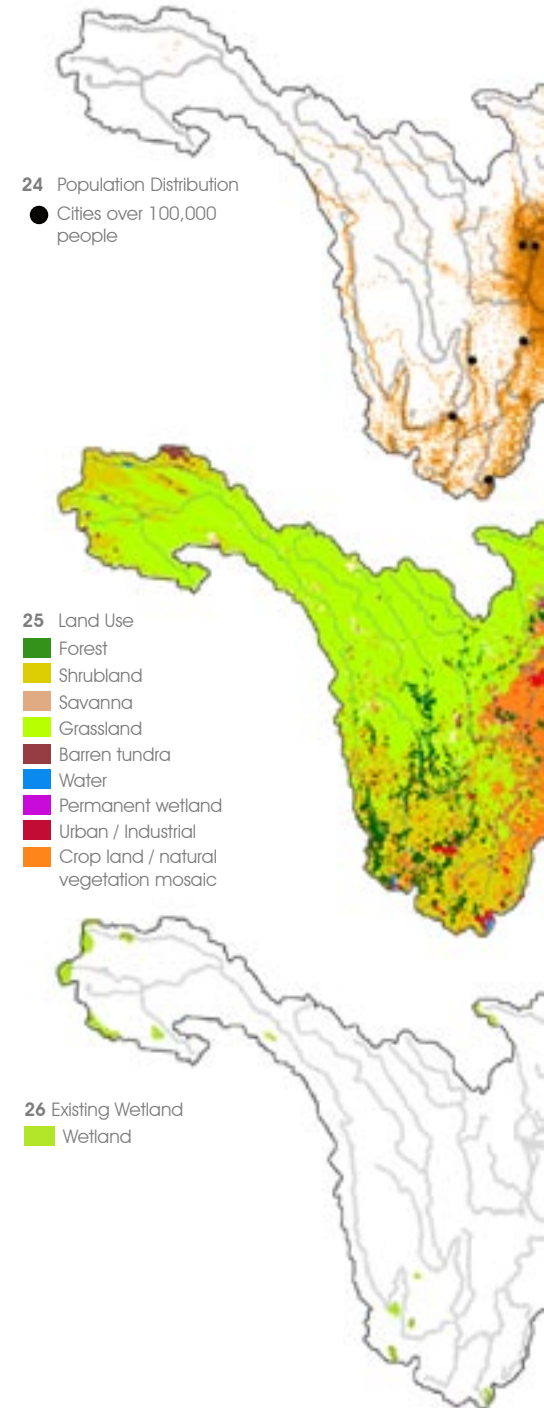 24 Population Distribution
Cities over 100,000
people
25 Land Use
Forest
Shrubland
Savanna
Grassland
Barren tundra
Water
Permanent wetland
Urban / Industrial
Crop land / natural
vegetation mosaic
26 Existing Wetland
Wetland